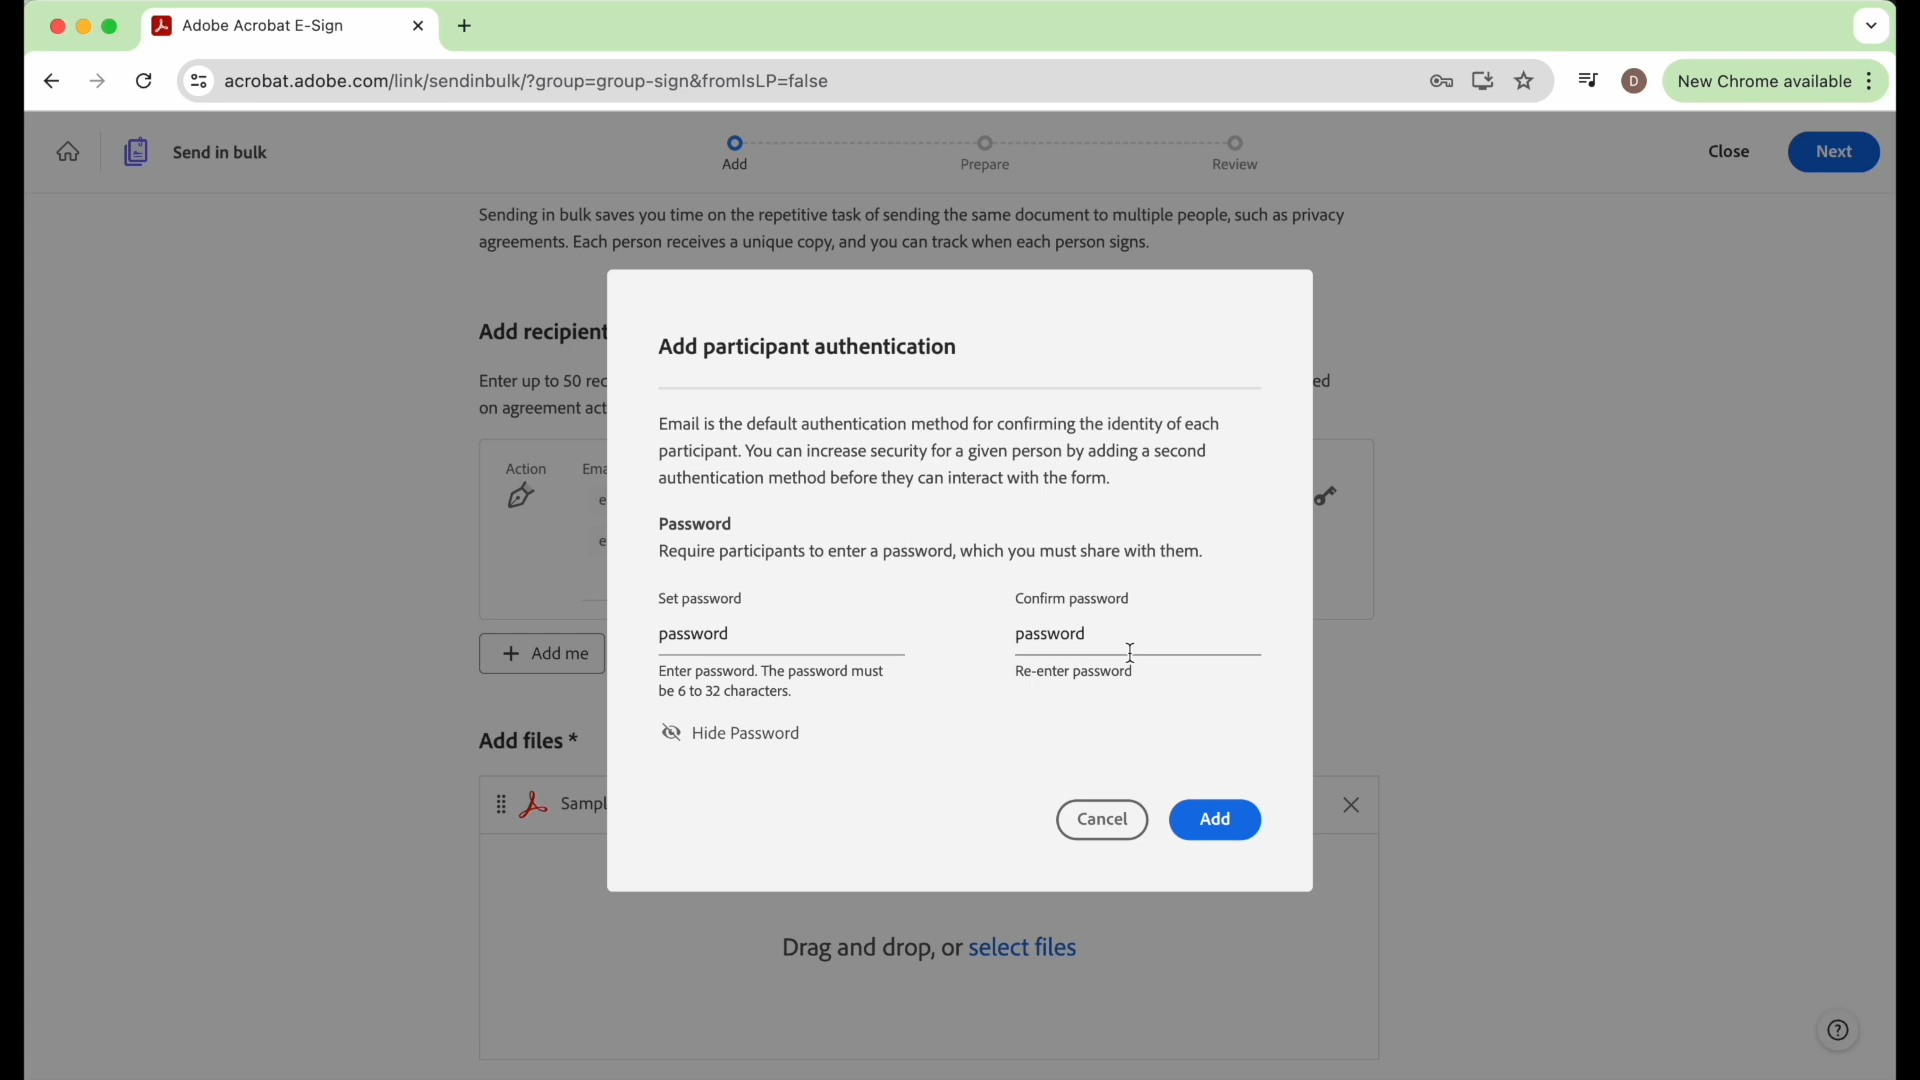 Adobe Acrobat E-Sign
acrobat.adobe.com/link/sendinbulk/?group=group-sign&fromIsLP=false
D
New Chrome available
Send in bulk
Add
Prepare
Review
Close
Next
Sending in bulk saves you time on the repetitive task of sending the same document to multiple people, such as privacy
agreements. Each person receives a unique copy, and you can track when each person signs.
Add recipient
Enter up to 50 rec
ed
on agreement act
Action
Ema
e
e
Add me
Add files *
Sampl
Add participant authentication
Email is the default authentication method for confirming the identity of each
participant. You can increase security for a given person by adding a second
authentication method before they can interact with the form.
Password
Require participants to enter a password, which you must share with them.
Set password
Confirm password
password
password
Enter password. The password must
be 6 to 32 characters.
Re-enter password
Hide Password
Cancel
Add
Drag and drop, or select files